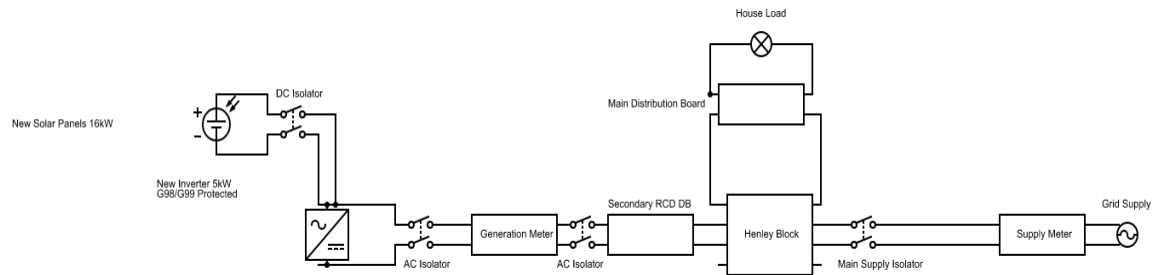 House Load
DC Isolator
Main Distribution Board
+
New Solar Panels 16kW
−
New Inverter 5kW
G98/G99 Protected
Secondary RCD DB
Grid Supply
Generation Meter
Henley Block
Supply Meter
AC Isolator
AC Isolator
Main Supply Isolator